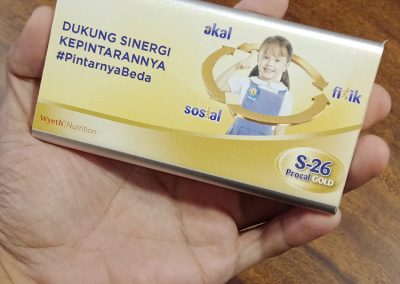 DUKUNG SINERGI
KEPINTARANNYA
#PintarnyaBeda
akal
fisik
sosial
Wyeth Nutrition
S-26
Procal GOLD